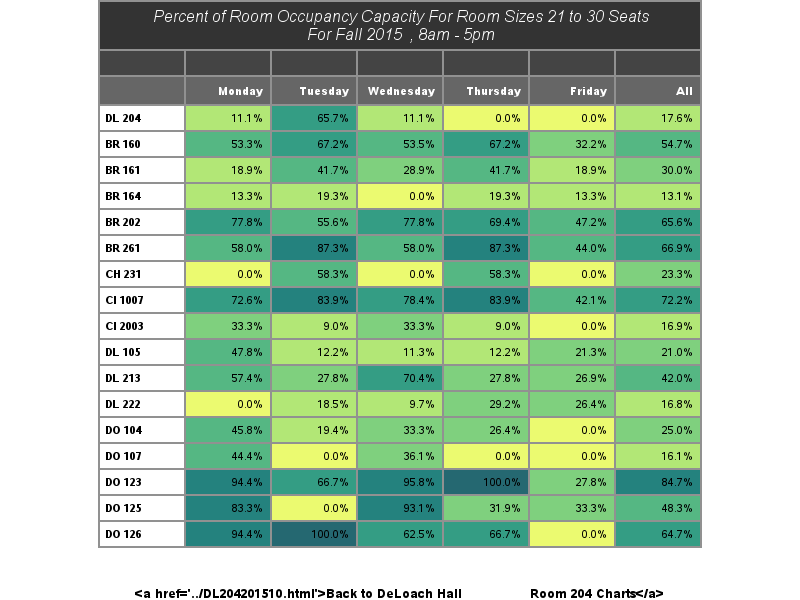 Percent of Room Occupancy Capacity For Room Sizes 21 to 30 Seats
For Fall 2015 , 8am - 5pm
Monday Tuesday Wednesday Thursday Friday All
DL 204 11.1% 65.7% 11.1% 0.0% 0.0% 17.6%
BR 160 53.3% 67.2% 53.5% 67.2% 32.2% 54.7%
BR 161 18.9% 41.7% 28.9% 41.7% 18.9% 30.0%
BR 164 13.3% 19.3% 0.0% 19.3% 13.3% 13.1%
BR 202 77.8% 55.6% 77.8% 69.4% 47.2% 65.6%
BR 261 58.0% 87.3% 58.0% 87.3% 44.0% 66.9%
CH 231 0.0% 58.3% 0.0% 58.3% 0.0% 23.3%
CI 1007 72.6% 83.9% 78.4% 83.9% 42.1% 72.2%
CI 2003 33.3% 9.0% 33.3% 9.0% 0.0% 16.9%
DL 105 47.8% 12.2% 11.3% 12.2% 21.3% 21.0%
DL 213 57.4% 27.8% 70.4% 27.8% 26.9% 42.0%
DL 222 0.0% 18.5% 9.7% 29.2% 26.4% 16.8%
DO 104 45.8% 19.4% 33.3% 26.4% 0.0% 25.0%
DO 107 44.4% 0.0% 36.1% 0.0% 0.0% 16.1%
DO 123 94.4% 66.7% 95.8% 100.0% 27.8% 84.7%
DO 125 83.3% 0.0% 93.1% 31.9% 33.3% 48.3%
DO 126 94.4% 100.0% 62.5% 66.7% 0.0% 64.7%
<a href='../DL204201510.html'>Back to DeLoach Hall Room 204 Charts</a>